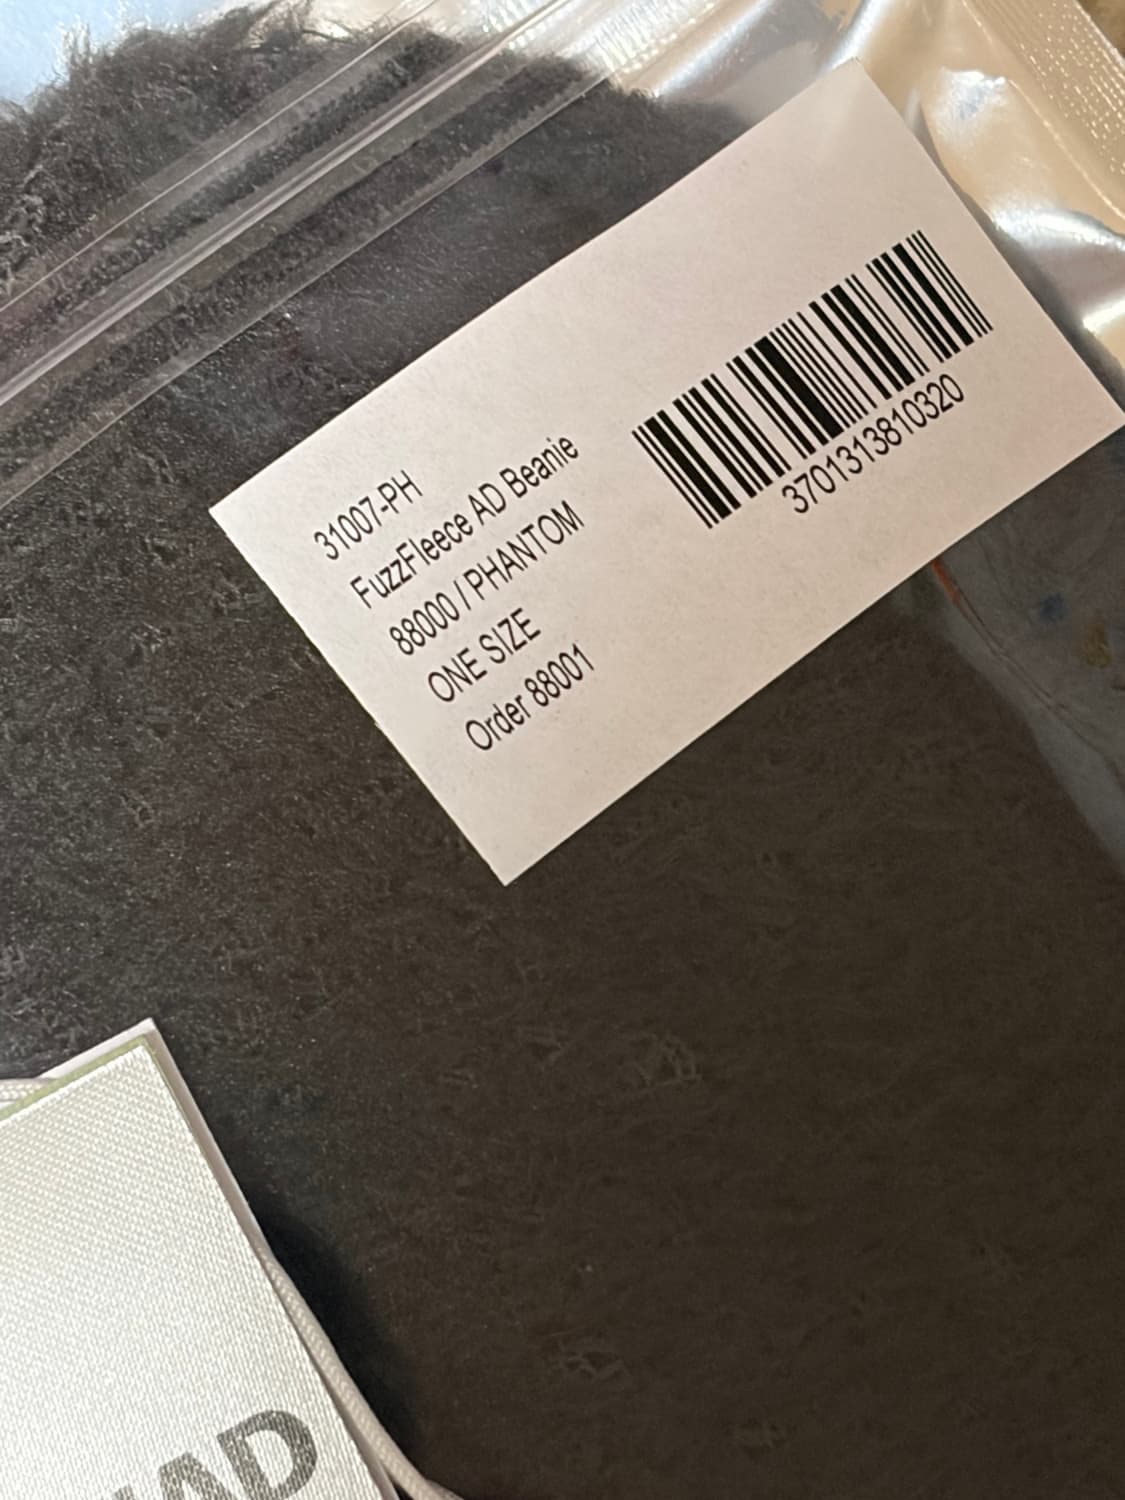 31007-PH
FuzzFleece AD Beanie
88000 / PHANTOM
ONE SIZE
Order 88001
3701313810320